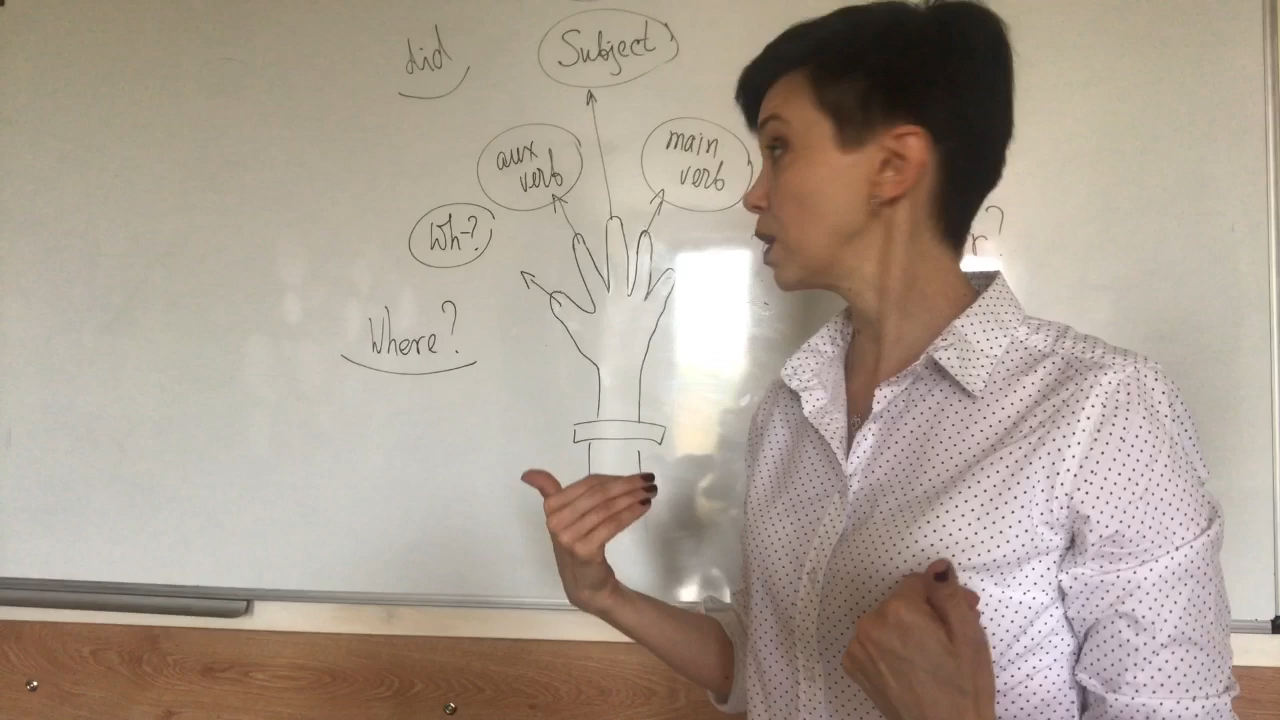 did
Subject
aux
verb
main
verb
Wh-?
Where?